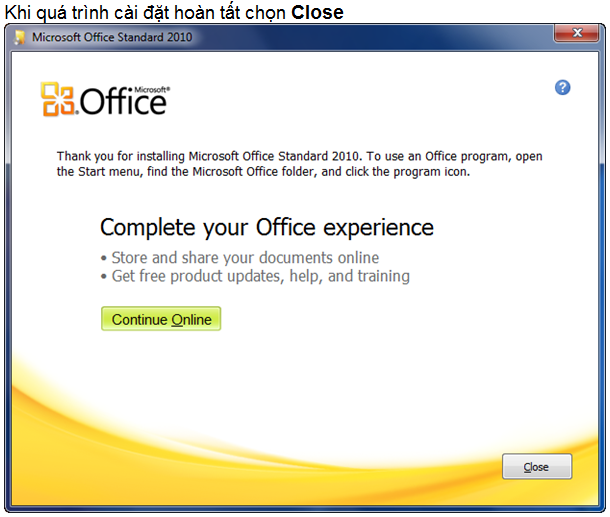 Khi quá trình cài đặt hoàn tất chọn Close
Microsoft Office Standard 2010
Microsoft®
Office
Thank you for installing Microsoft Office Standard 2010. To use an Office program, open
the Start menu, find the Microsoft Office folder, and click the program icon.
Complete your Office experience
• Store and share your documents online
• Get free product updates, help, and training
Continue Online
Close